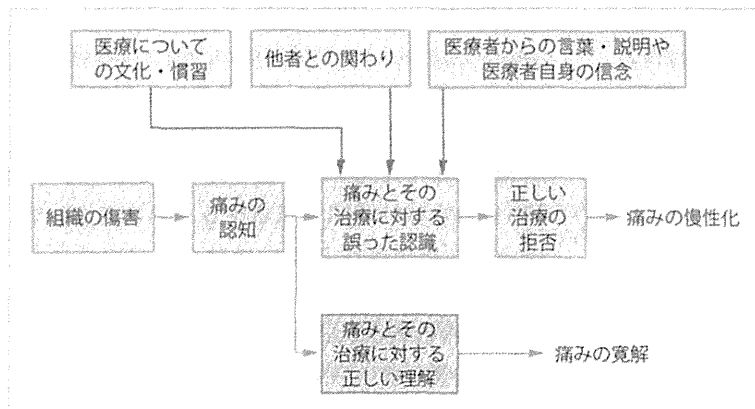 医療について
の文化・慣習
他者との関わり
医療者からの言葉・説明や
医療者自身の信念
組織の傷害
痛みの
認知
痛みとその
治療に対する
誤った認識
正しい
治療の
拒否
痛みの慢性化
痛みとその
治療に対する
正しい理解
痛みの寛解